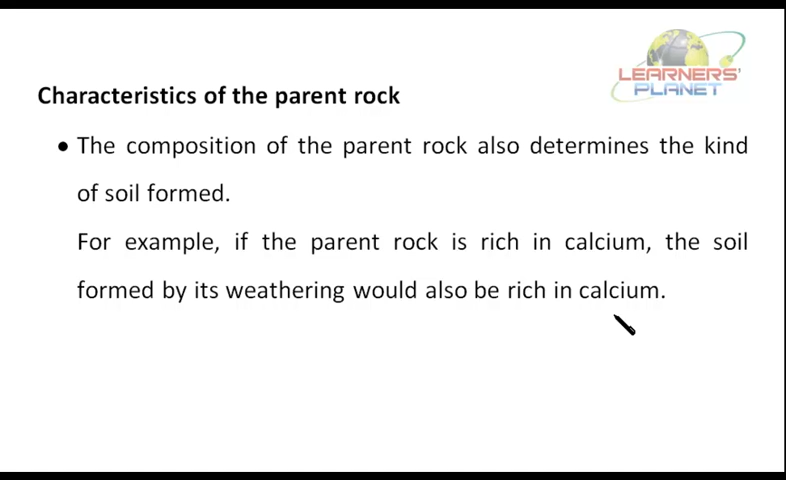 LEARNERS'
PLANET
Characteristics of the parent rock
• The composition of the parent rock also determines the kind
of soil formed.
For example, if the parent rock is rich in calcium, the soil
formed by its weathering would also be rich in calcium.